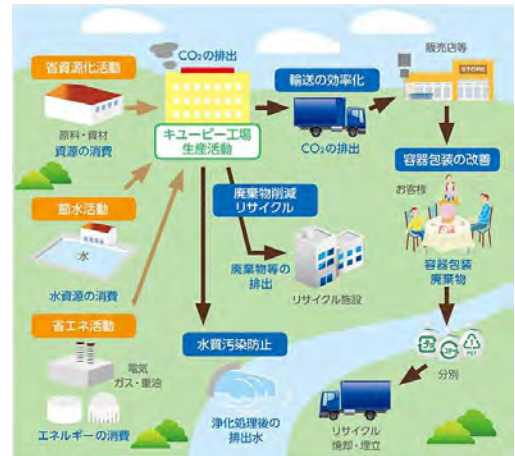 省資源化活動
原料・資材
資源の消費
CO₂の排出
キユーピー工場
生産活動
輸送の効率化
CO₂の排出
販売店等
STORE
容器包装の改善
お客様
容器包装
廃棄物
節水活動
水
水資源の消費
廃棄物削減
リサイクル
廃棄物等の
排出
リサイクル施設
省エネ活動
電気
ガス・重油
エネルギーの消費
水質汚染防止
浄化処理後の
排出水
分別
リサイクル
焼却・埋立